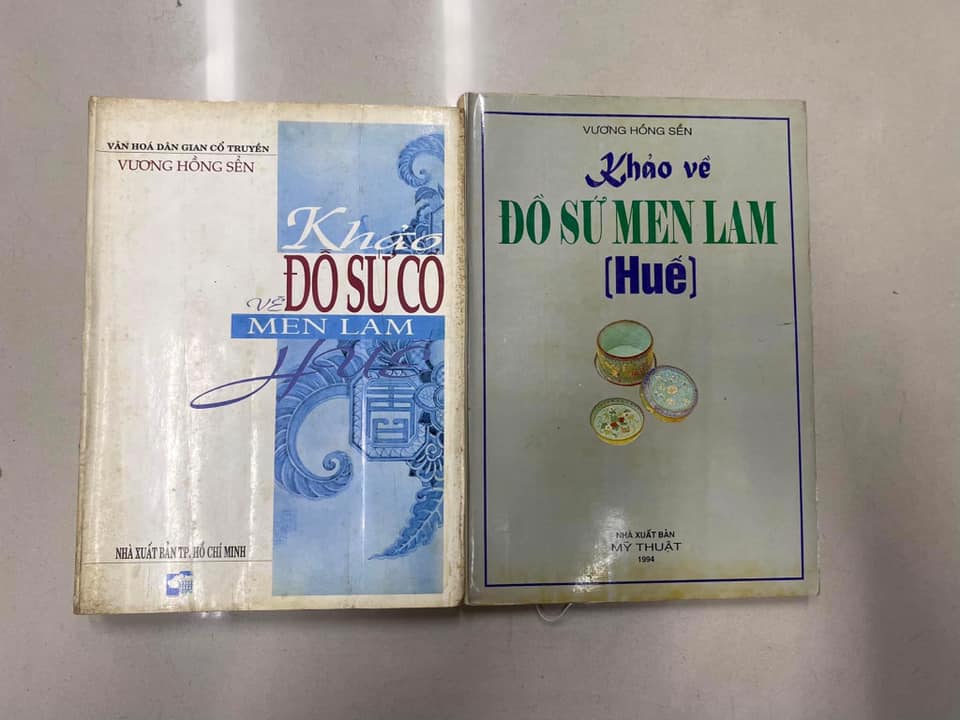 VĂN HOÁ DÂN GIAN CỔ TRUYỀN
VƯƠNG HỒNG SỂN
Khảo
VỀ ĐỒ SỨ CỔ
MEN LAM
Huế
NHÀ XUẤT BẢN TP. HỒ CHÍ MINH
VƯƠNG HỒNG SỂN
Khảo về
ĐỒ SỨ MEN LAM
(Huế)
NHÀ XUẤT BẢN
MỸ THUẬT
1994